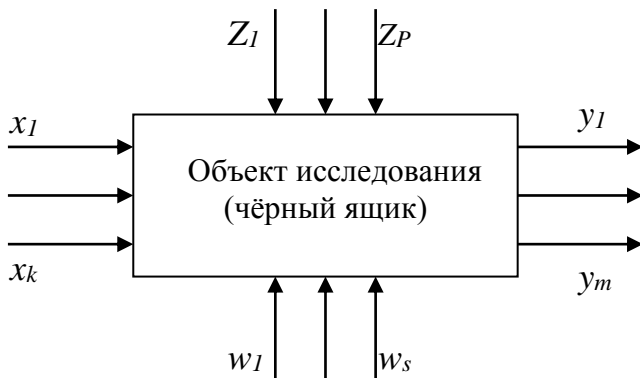 Z1 ZP
x1 y1
Объект исследования
(чёрный ящик)
xk ym
w1 ws